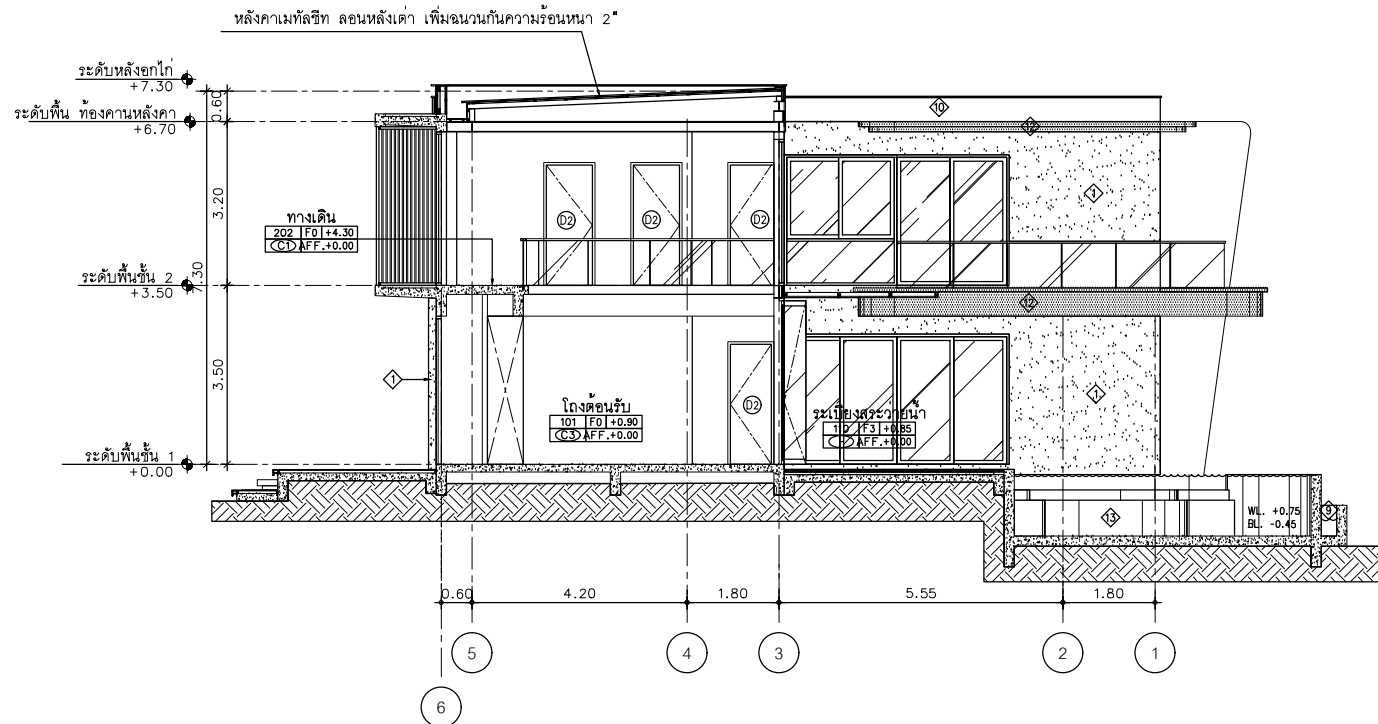 หลังคาเมทัลชีท ลอนหลังเต่า เพิ่มฉนวนกันความร้อนหนา 2"
ระดับหลังอกไก่
+7.30
ระดับพื้น ท้องคานหลังคา
+6.70
0.60
10
12
3.20
7.30
1
ทางเดิน
202 F0 +4.30
C1 AFF.+0.00
D2
D2
D2
ระดับพื้นชั้น 2
+3.50
12
3.50
1
D2
1
โถงต้อนรับ
101 F0 +0.90
C3 AFF.+0.00
ระเบียงสระว่ายน้ำ
110 F3 +0.85
AFF.+0.00
ระดับพื้นชั้น 1
+0.00
13
WL. +0.75
BL. -0.45
9
0.60
4.20
1.80
5.55
1.80
5
4
3
2
1
6